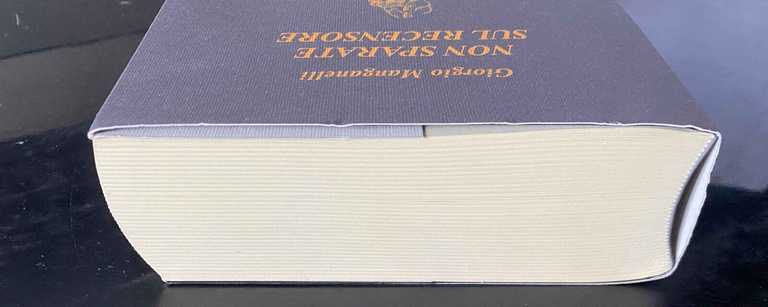 Giorgio Manganelli
NON SPARATE
SUL RECENSORE